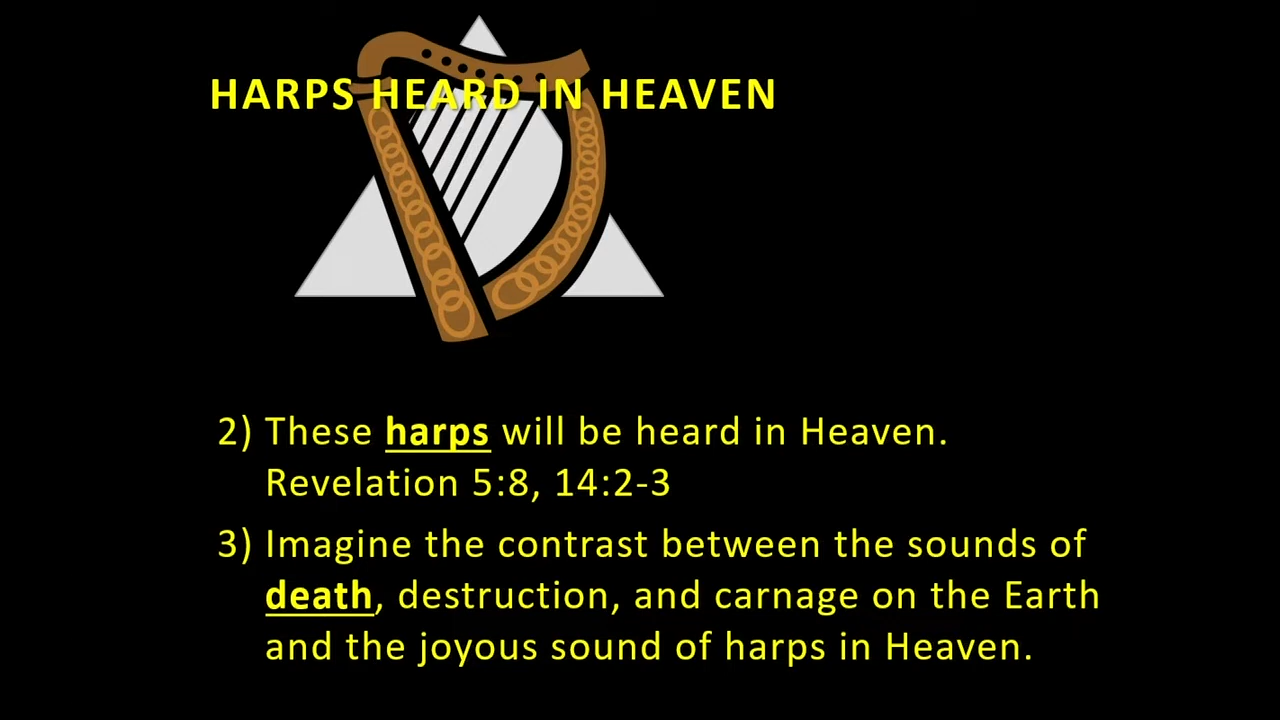 HARPS HEARD IN HEAVEN
2) These harps will be heard in Heaven.
Revelation 5:8, 14:2-3
3) Imagine the contrast between the sounds of
death, destruction, and carnage on the Earth
and the joyous sound of harps in Heaven.